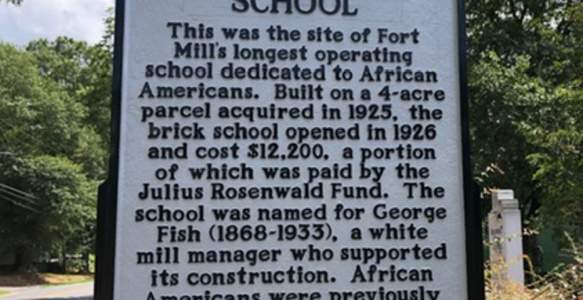 SCHOOL
This was the site of Fort
Mill's longest operating
school dedicated to African
Americans. Built on a 4-acre
parcel acquired in 1925, the
brick school opened in 1926
and cost $12,200, a portion
of which was paid by the
Julius Rosenwald Fund. The
school was named for George
Fish (1868-1933), a white
mill manager who supported
its construction. African
Americans were previously